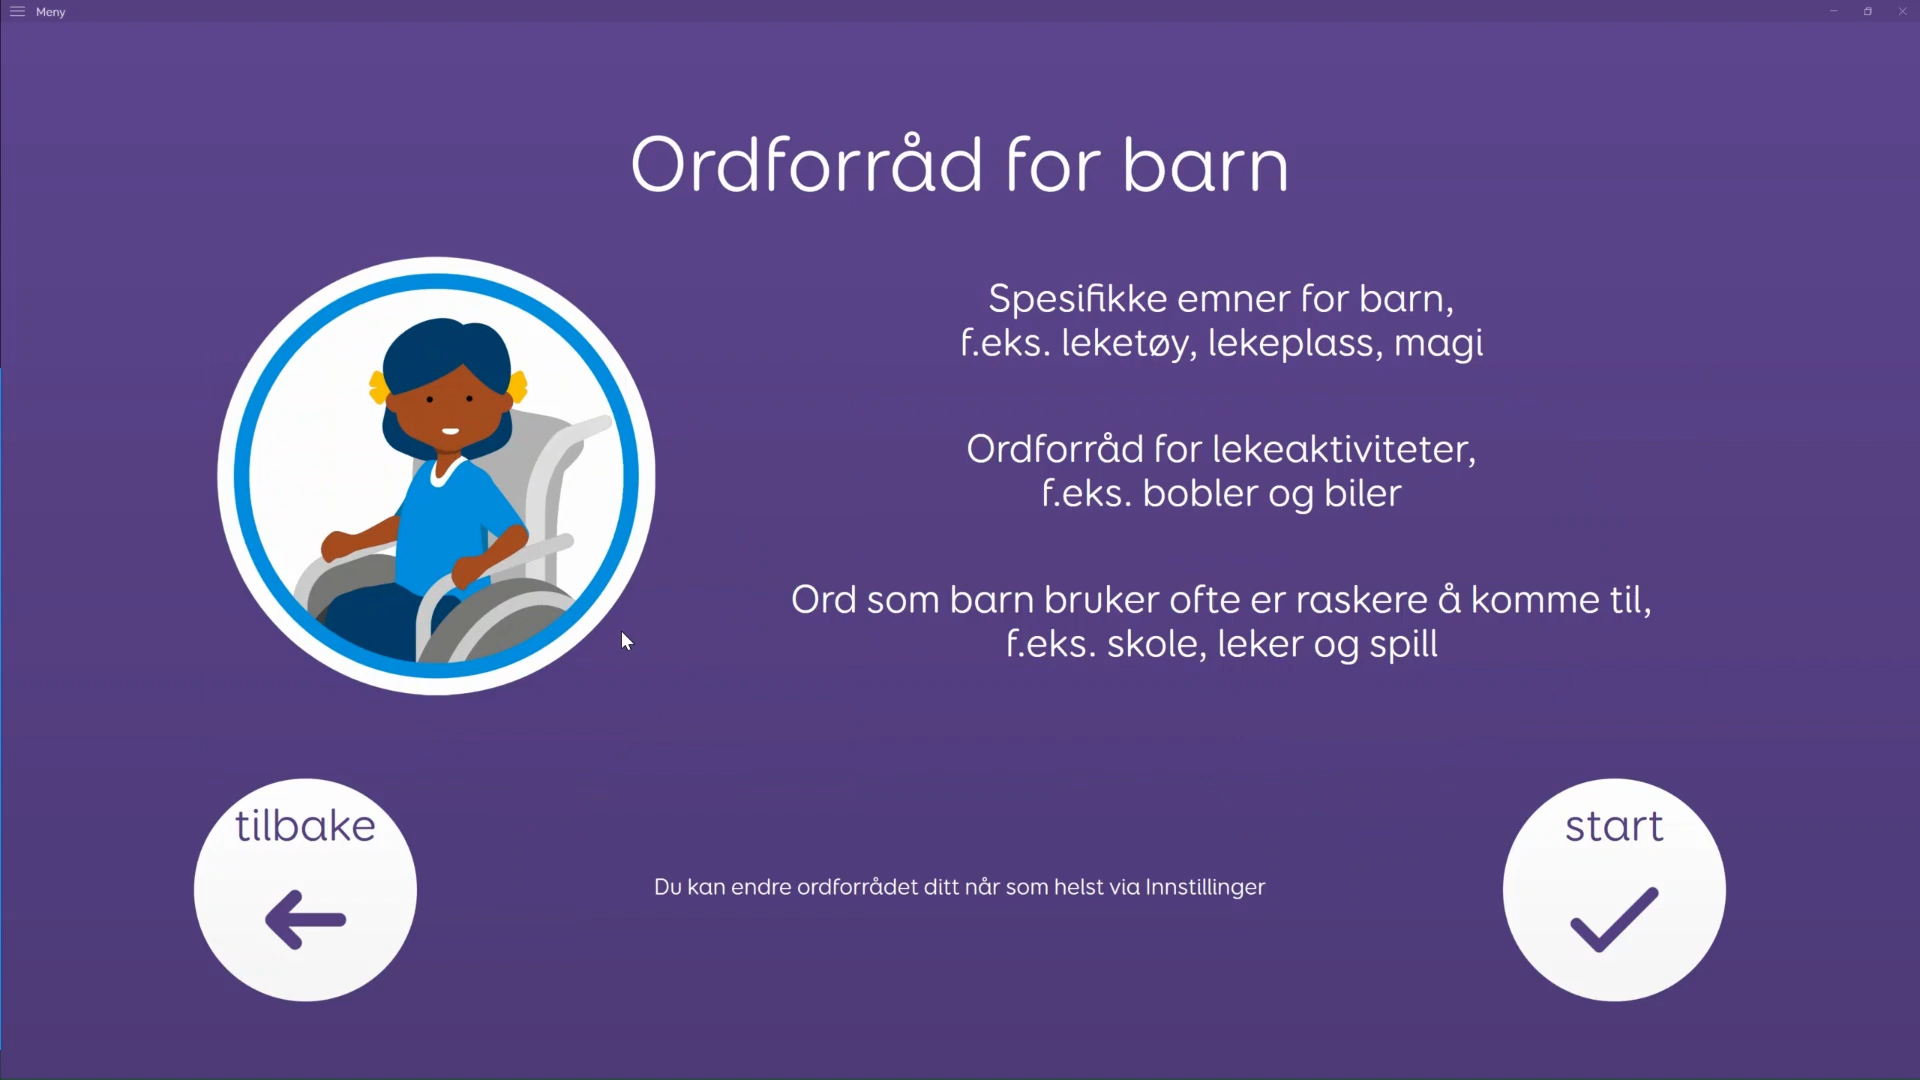 Meny
Ordforråd for barn
Spesifikke emner for barn,
f.eks. leketøy, lekeplass, magi
Ordforråd for lekeaktiviteter,
f.eks. bobler og biler
Ord som barn bruker ofte er raskere å komme til,
f.eks. skole, leker og spill
tilbake
start
Du kan endre ordforrådet ditt når som helst via Innstillinger